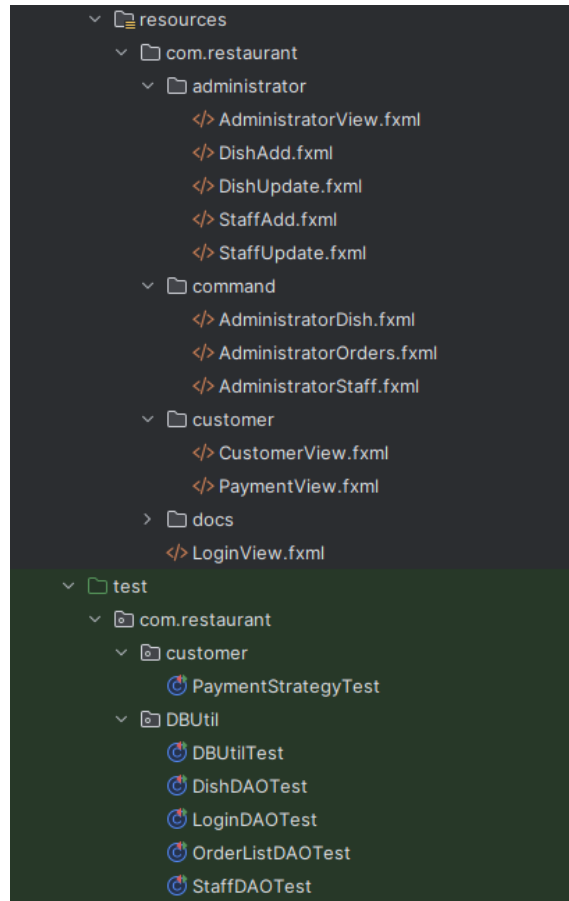 resources
com.restaurant
administrator
</> AdministratorView.fxml
</> DishAdd.fxml
</> DishUpdate.fxml
</> StaffAdd.fxml
</> StaffUpdate.fxml
command
</> AdministratorDish.fxml
</> AdministratorOrders.fxml
</> AdministratorStaff.fxml
customer
</> CustomerView.fxml
</> PaymentView.fxml
docs
</> LoginView.fxml
test
com.restaurant
customer
C PaymentStrategyTest
DBUtil
C DBUtilTest
C DishDAOTest
C LoginDAOTest
C OrderListDAOTest
C StaffDAOTest